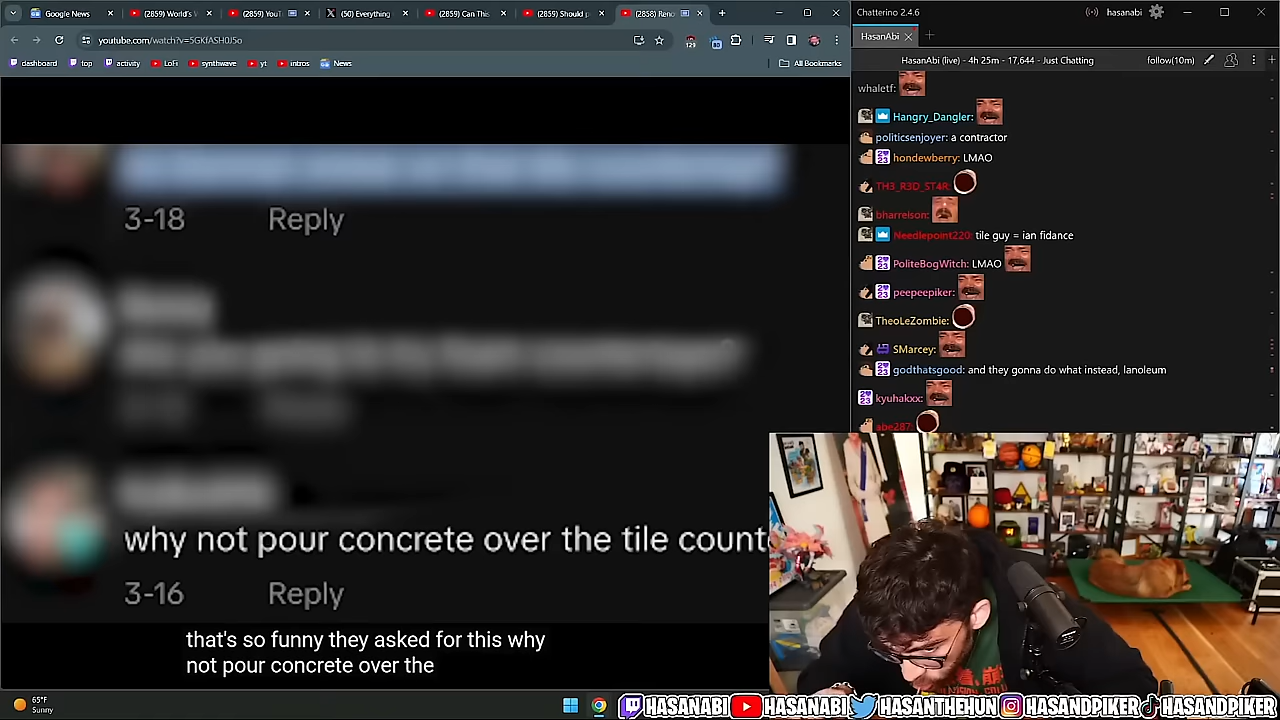 Google News
(2859) World's
(2859) YouT
(50) Everything
(2859) Can This
(2859) Should
(2858) Reno
youtube.com/watch?v=5GKfASH0J5o
129
dashboard
top
activity
LoFi
synthwave
yt
intros
News
All Bookmarks
3-18 Reply
why not pour concrete over the tile count
3-16 Reply
that's so funny they asked for this why
not pour concrete over the
Chatterino 2.4.6
hasanabi
HasanAbi
HasanAbi (live) - 4h 25m - 17,644 - Just Chatting
follow(10m)
whaletf:
Hangry_Dangler:
politicsenjoyer: a contractor
hondewberry: LMAO
TH3_R3D_ST4R:
bharreison:
Needlepoint220: tile guy = ian fidance
PoliteBogWitch: LMAO
peepeepiker:
TheoLeZombie:
SMarcey:
godthatsgood: and they gonna do what instead, lanoleum
kyuhakxx:
abe287:
65°F
Sunny
HASANABI
HASANABI
HASANTHEHUN
HASANDPIKER
HASANDPIKER